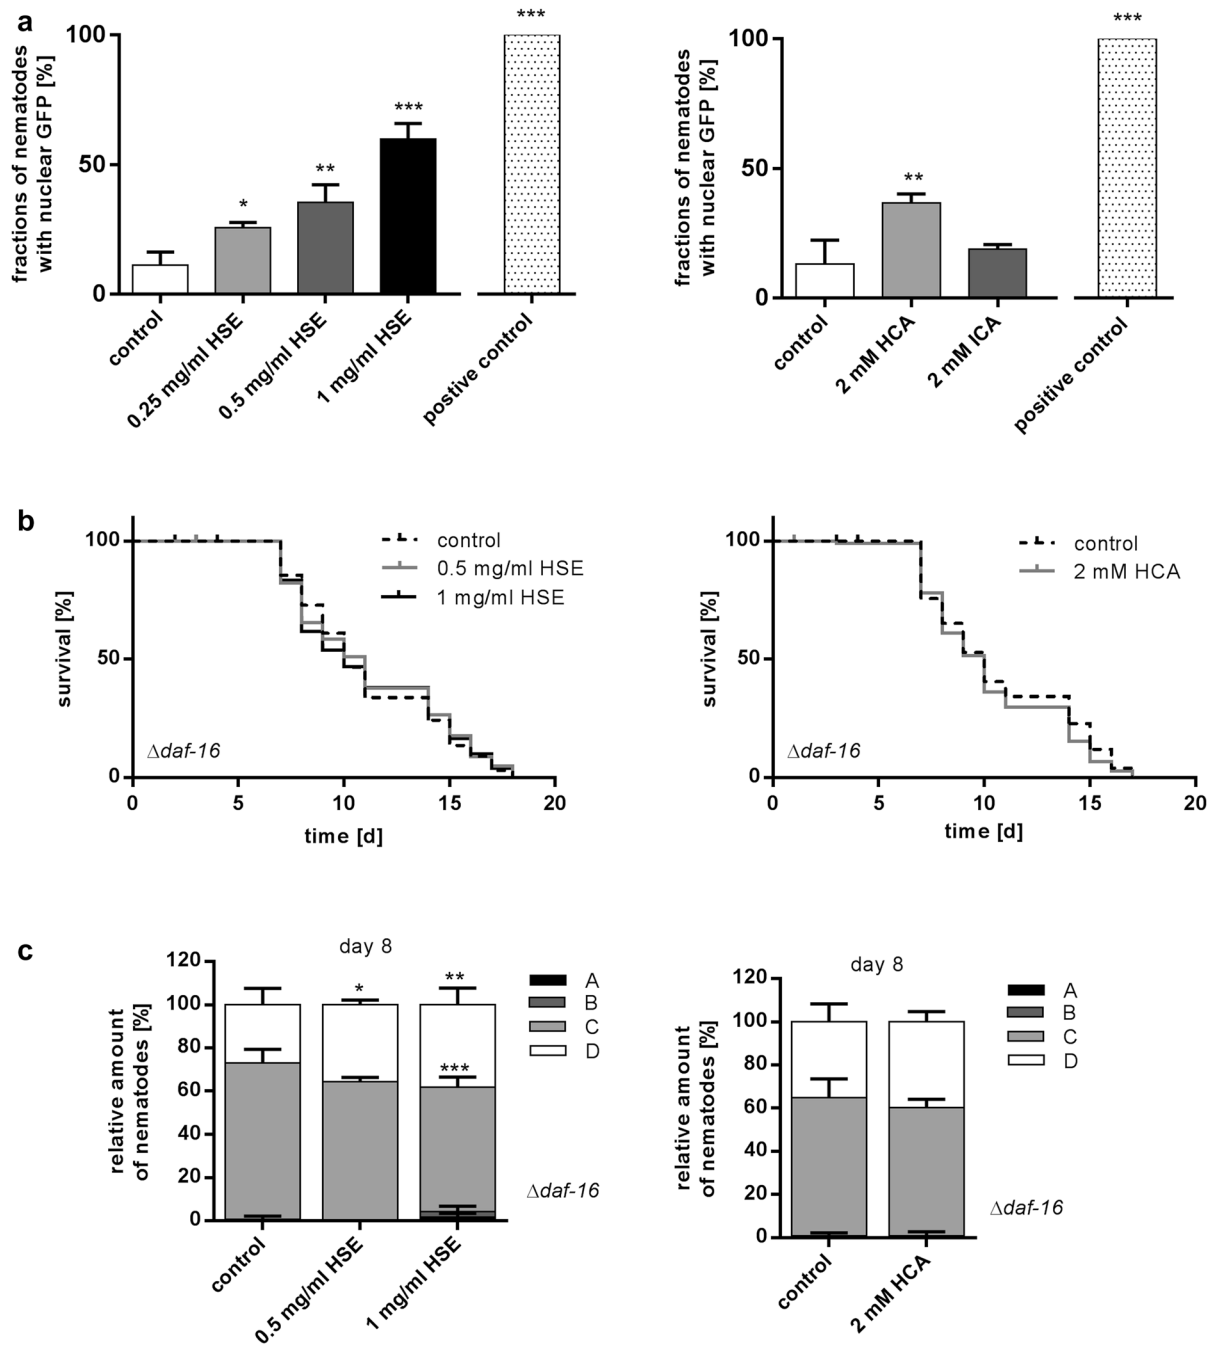 a
fractions of nematodes
with nuclear GFP [%]
100
50
0
*
**
***
***
control
0.25 mg/ml HSE
0.5 mg/ml HSE
1 mg/ml HSE
postive control
fractions of nematodes
with nuclear GFP [%]
100
50
0
**
***
control
2 mM HCA
2 mM ICA
positive control
b
survival [%]
100
50
0
control
0.5 mg/ml HSE
1 mg/ml HSE
Δdaf-16
0 5 10 15 20
time [d]
survival [%]
100
50
0
control
2 mM HCA
Δdaf-16
0 5 10 15 20
time [d]
c
day 8
relative amount
of nematodes [%]
120
100
80
60
40
20
0
*
**
***
A
B
C
D
Δdaf-16
control
0.5 mg/ml HSE
1 mg/ml HSE
day 8
relative amount
of nematodes [%]
120
100
80
60
40
20
0
A
B
C
D
Δdaf-16
control
2 mM HCA